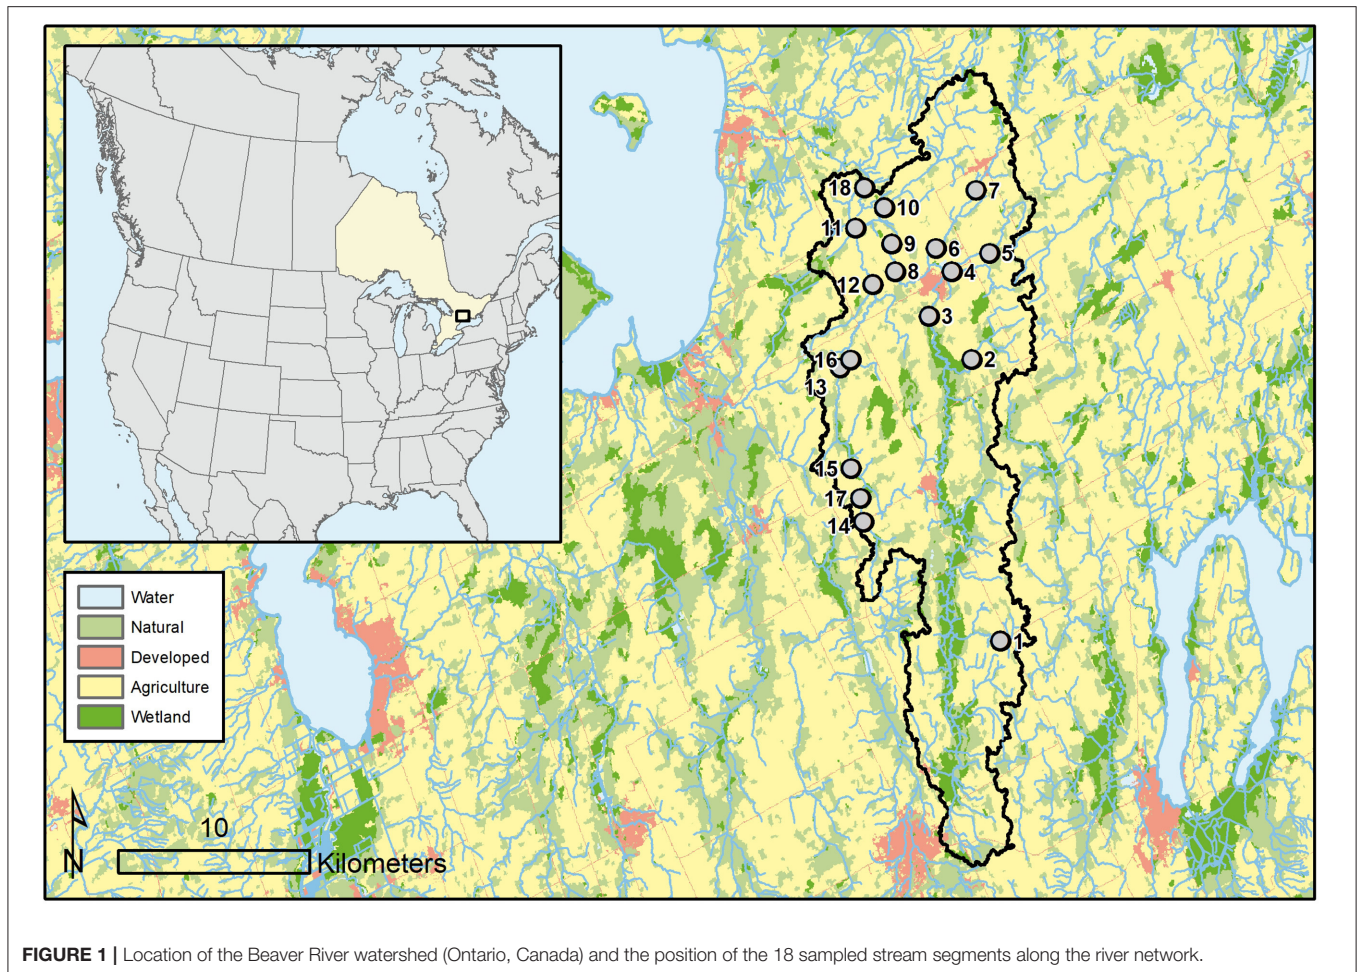 18
7
10
11
9
6
5
8
4
12
3
16
2
13
15
17
14
1
Water
Natural
Developed
Agriculture
Wetland
10
N
Kilometers
FIGURE 1 | Location of the Beaver River watershed (Ontario, Canada) and the position of the 18 sampled stream segments along the river network.